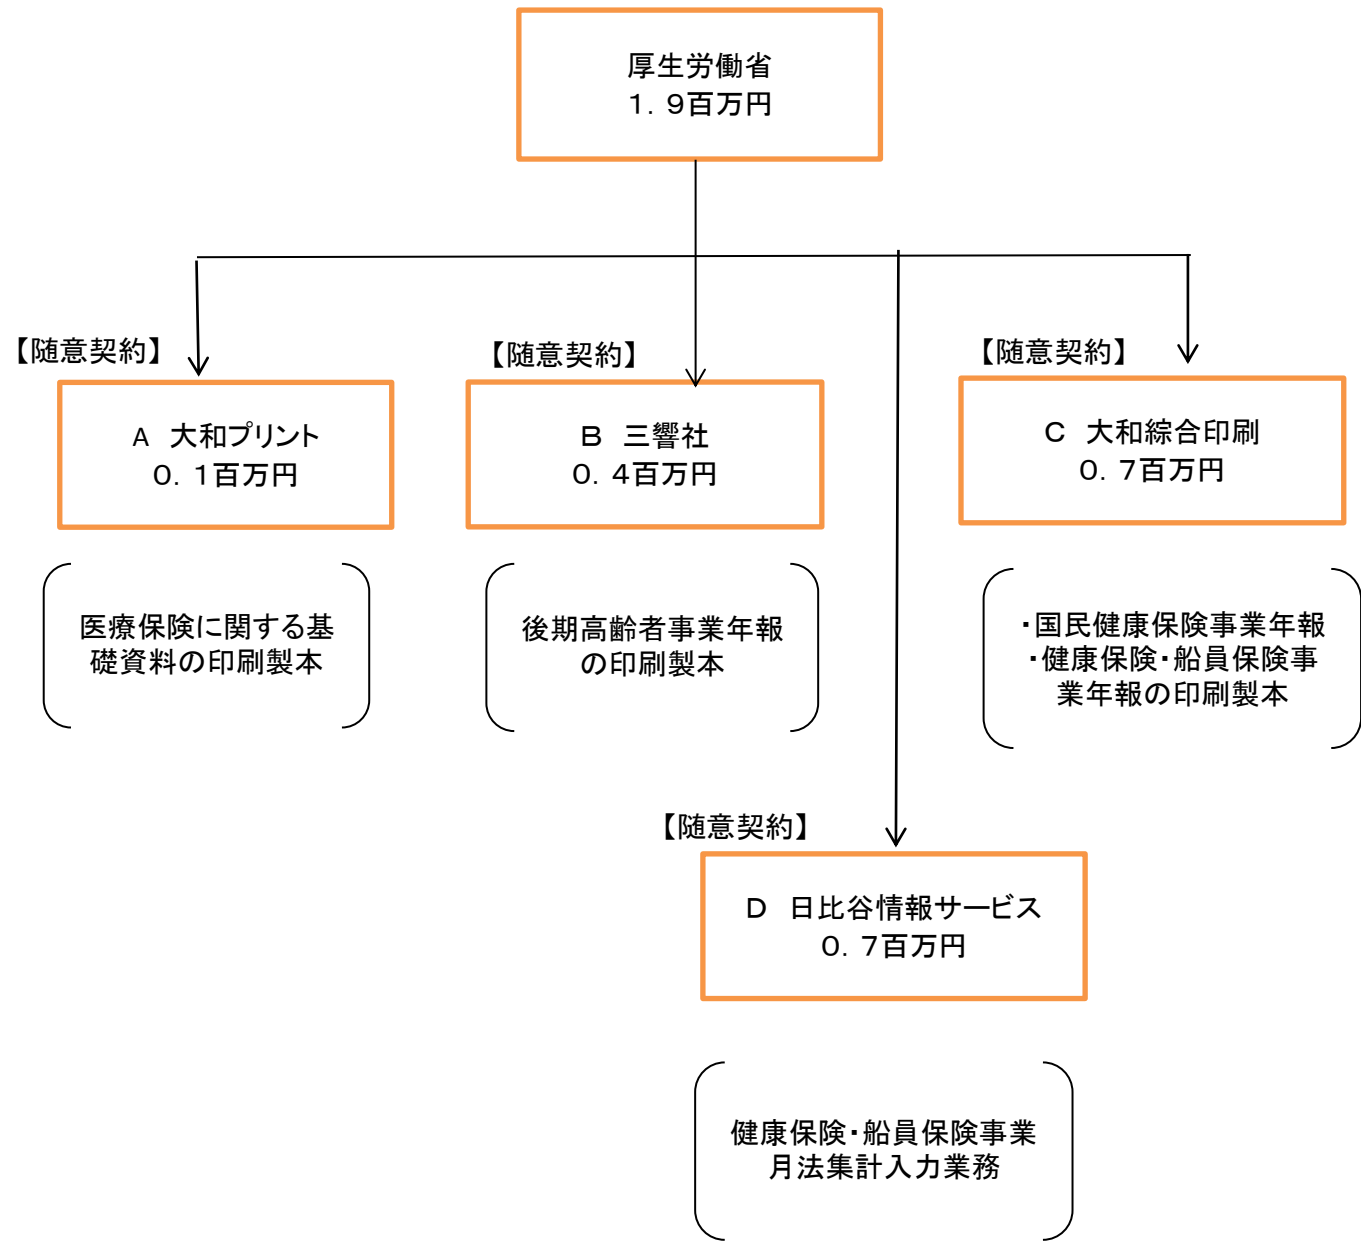 厚生労働省
１．９百万円
【随意契約】
A　大和プリント
０．１百万円
医療保険に関する基
礎資料の印刷製本
【随意契約】
Ｂ　三響社
０．４百万円
後期高齢者事業年報
の印刷製本
【随意契約】
Ｃ　大和綜合印刷
０．７百万円
・国民健康保険事業年報
・健康保険・船員保険事
業年報の印刷製本
【随意契約】
Ｄ　日比谷情報サービス
０．７百万円
健康保険・船員保険事業
月法集計入力業務